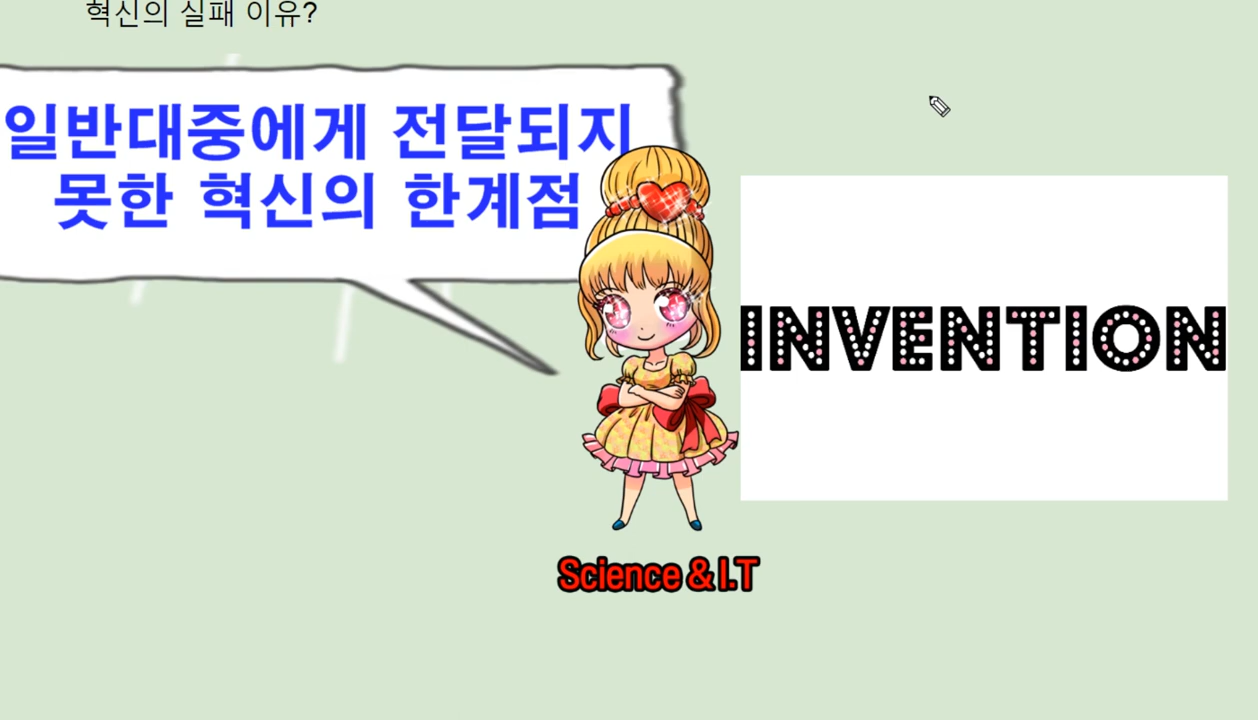 혁신의 실패 이유?
일반대중에게 전달되지
못한 혁신의 한계점
INVENTION
Science & I.T